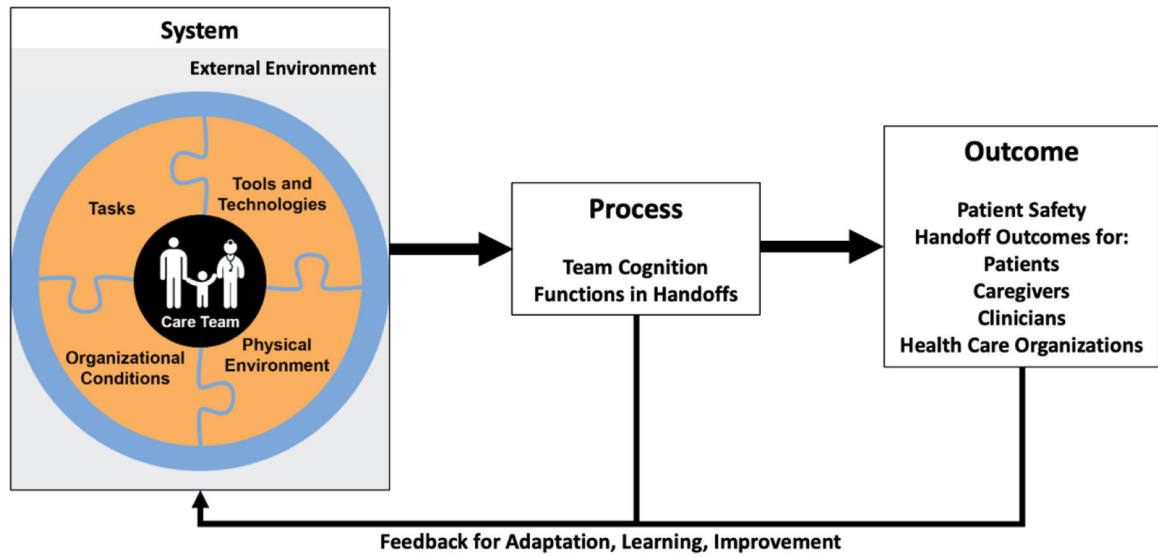 System
External Environment
Tasks
Tools and
Technologies
Care Team
Organizational
Conditions
Physical
Environment
Process
Team Cognition
Functions in Handoffs
Outcome
Patient Safety
Handoff Outcomes for:
Patients
Caregivers
Clinicians
Health Care Organizations
Feedback for Adaptation, Learning, Improvement